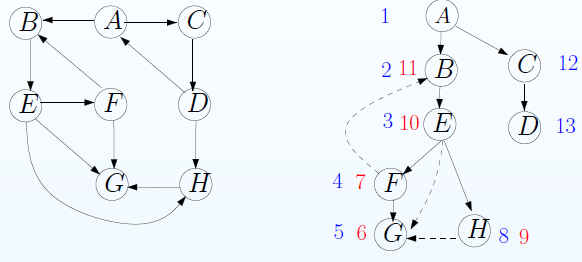 B A C
E F D
G H
1 A
2 11 B C 12
3 10 E D 13
4 7 F
5 6 G H 8 9